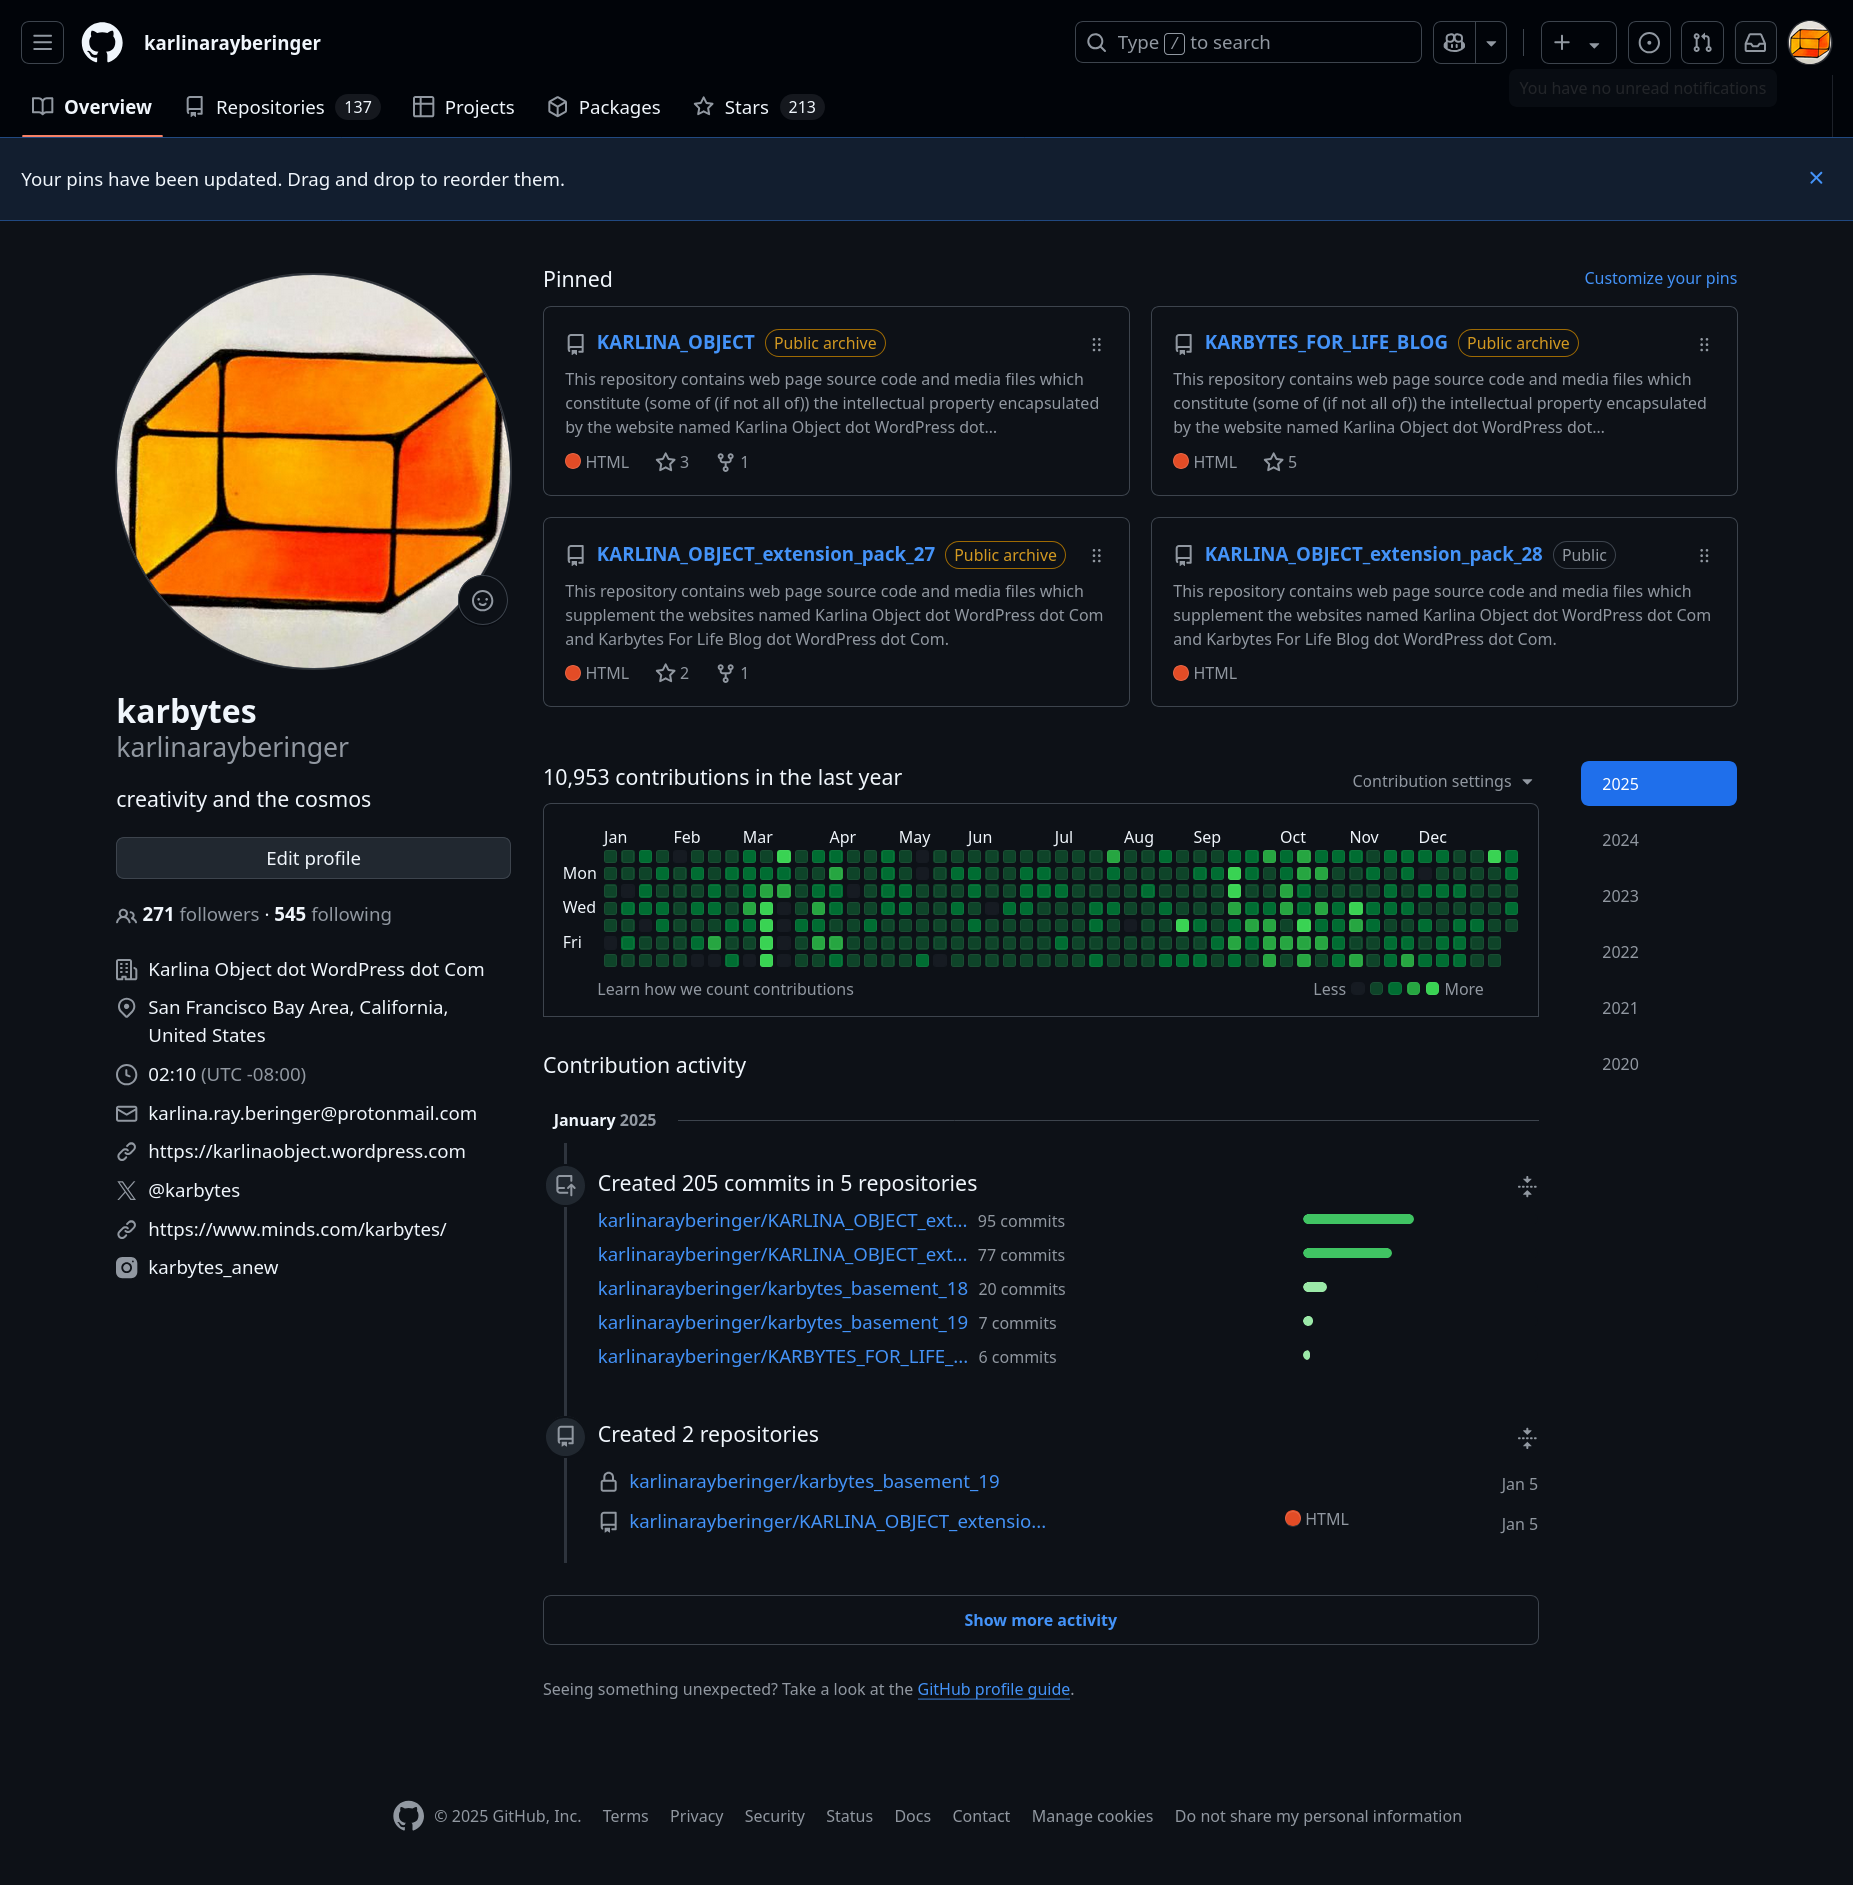 karlinarayberinger
Type / to search
Overview
Repositories 137
Projects
Packages
Stars 213
You have no unread notifications
Your pins have been updated. Drag and drop to reorder them.
Pinned
Customize your pins
KARLINA_OBJECT Public archive
This repository contains web page source code and media files which
constitute (some of (if not all of)) the intellectual property encapsulated
by the website named Karlina Object dot WordPress dot...
HTML 3 1
KARBYTES_FOR_LIFE_BLOG Public archive
This repository contains web page source code and media files which
constitute (some of (if not all of)) the intellectual property encapsulated
by the website named Karlina Object dot WordPress dot...
HTML 5
KARLINA_OBJECT_extension_pack_27 Public archive
This repository contains web page source code and media files which
supplement the websites named Karlina Object dot WordPress dot Com
and Karbytes For Life Blog dot WordPress dot Com.
HTML 2 1
KARLINA_OBJECT_extension_pack_28 Public
This repository contains web page source code and media files which
supplement the websites named Karlina Object dot WordPress dot Com
and Karbytes For Life Blog dot WordPress dot Com.
HTML
karbytes
karlinarayberinger
creativity and the cosmos
Edit profile
271 followers · 545 following
Karlina Object dot WordPress dot Com
San Francisco Bay Area, California,
United States
02:10 (UTC -08:00)
karlina.ray.beringer@protonmail.com
https://karlinaobject.wordpress.com
@karbytes
https://www.minds.com/karbytes/
karbytes_anew
10,953 contributions in the last year
Contribution settings
Jan Feb Mar Apr May Jun Jul Aug Sep Oct Nov Dec
Mon
Wed
Fri
Learn how we count contributions
Less More
2025
2024
2023
2022
2021
2020
Contribution activity
January 2025
Created 205 commits in 5 repositories
karlinarayberinger/KARLINA_OBJECT_ext... 95 commits
karlinarayberinger/KARLINA_OBJECT_ext... 77 commits
karlinarayberinger/karbytes_basement_18 20 commits
karlinarayberinger/karbytes_basement_19 7 commits
karlinarayberinger/KARBYTES_FOR_LIFE_... 6 commits
Created 2 repositories
karlinarayberinger/karbytes_basement_19 Jan 5
karlinarayberinger/KARLINA_OBJECT_extensio... HTML Jan 5
Show more activity
Seeing something unexpected? Take a look at the GitHub profile guide.
© 2025 GitHub, Inc. Terms Privacy Security Status Docs Contact Manage cookies Do not share my personal information